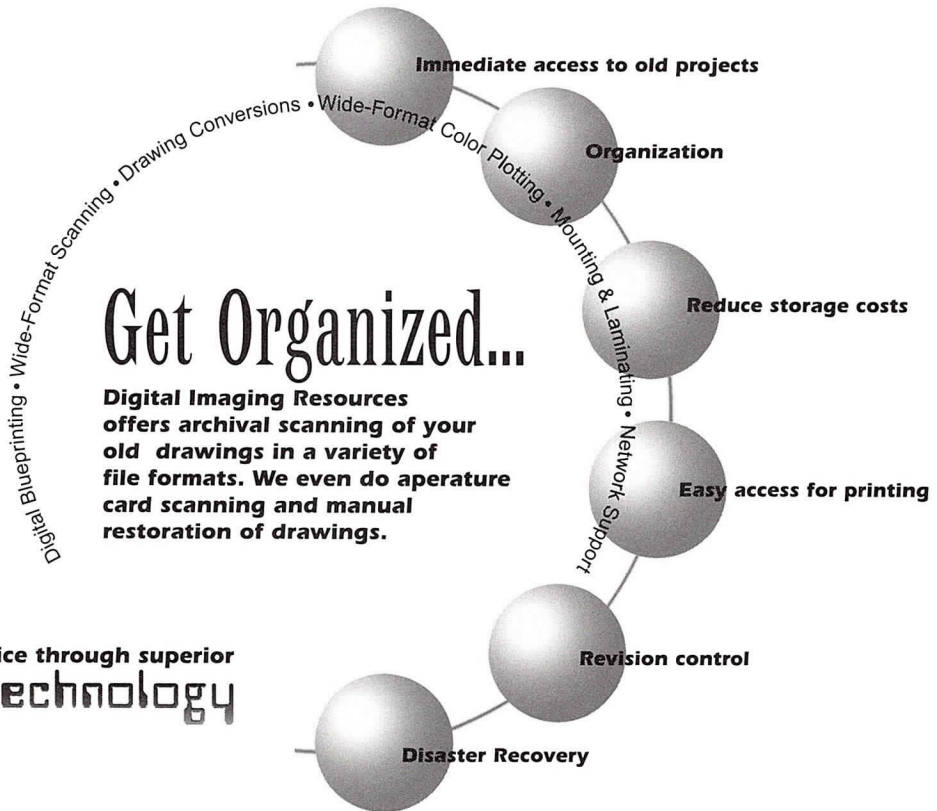 Immediate access to old projects
Digital Blueprinting • Wide-Format Scanning • Drawing Conversions • Wide-Format Color Plotting • Mounting & Laminating • Network Support
Organization
Reduce storage costs
Get Organized...
Digital Imaging Resources
offers archival scanning of your
old drawings in a variety of
file formats. We even do aperature
card scanning and manual
restoration of drawings.
Easy access for printing
through superior
Revision control
Disaster Recovery